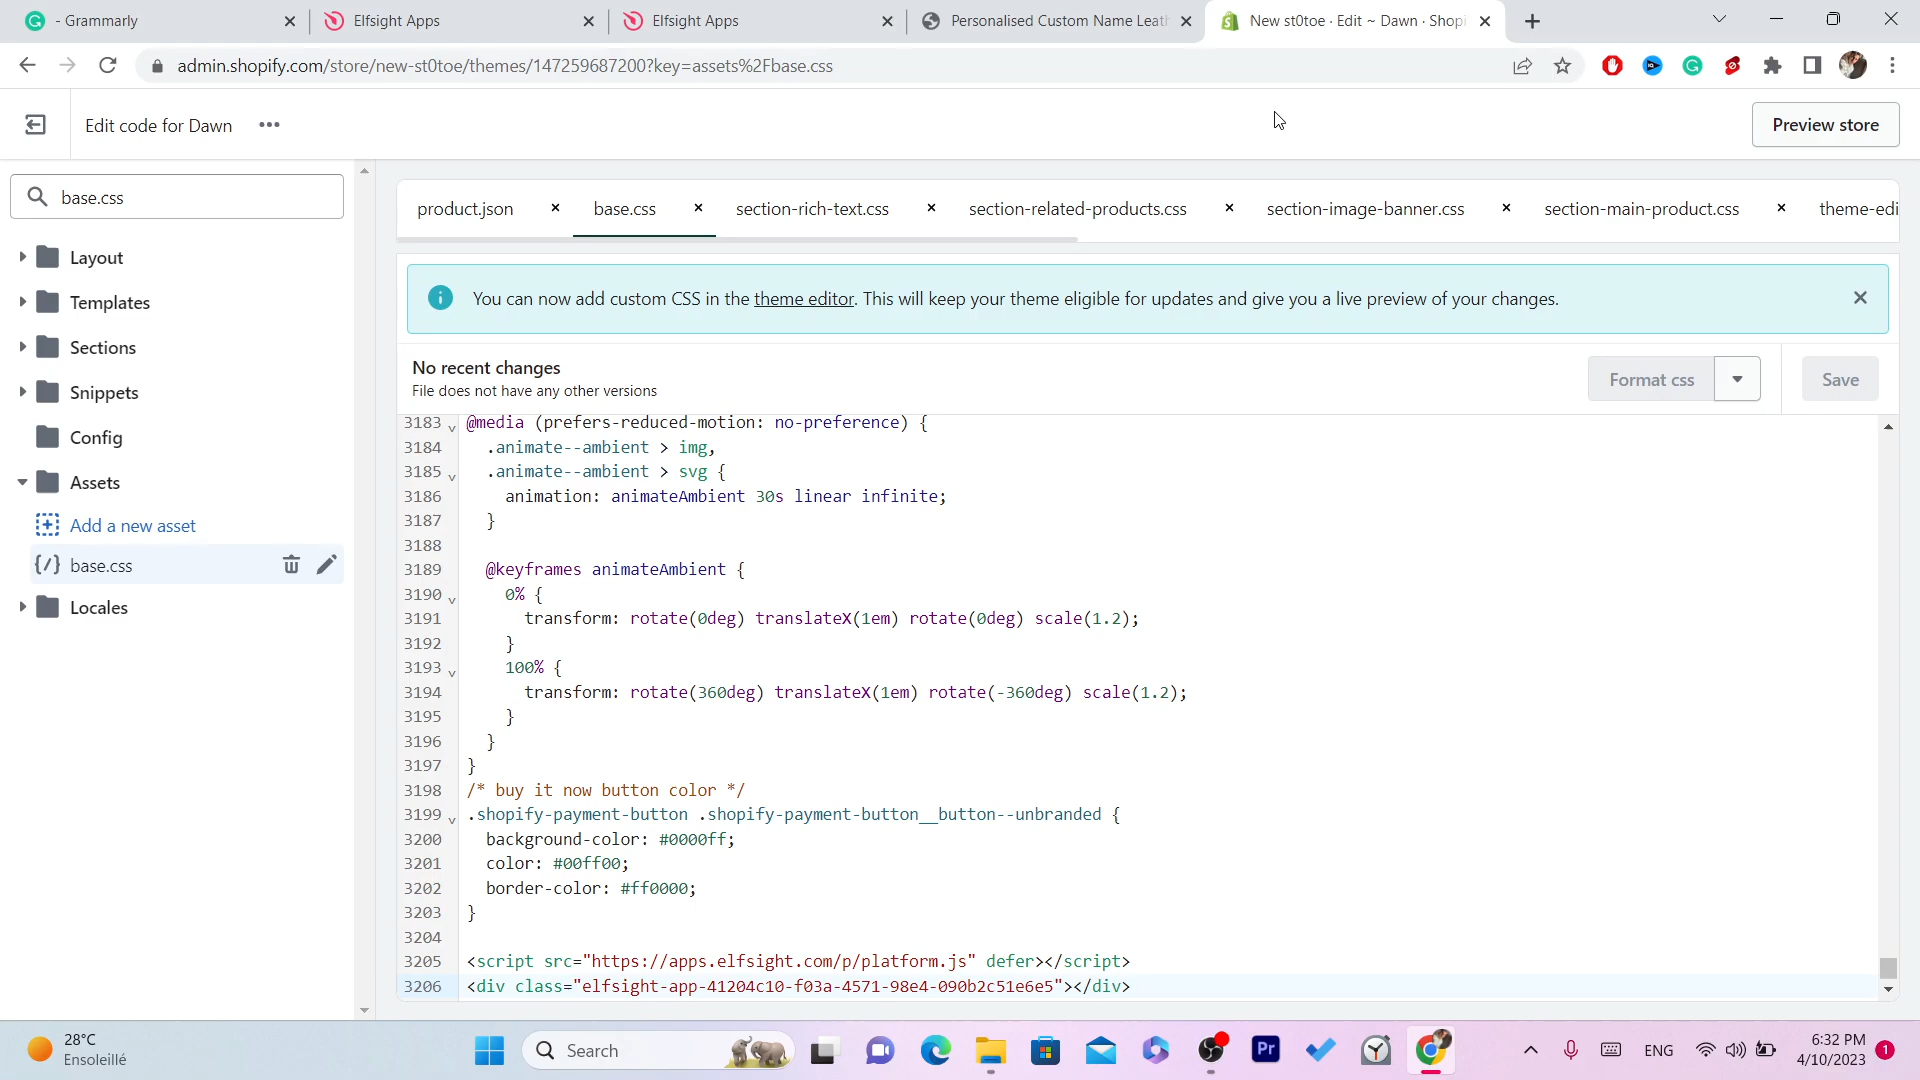 - Grammarly
Elfsight Apps
Elfsight Apps
Personalised Custom Name Leath
New st0toe · Edit ~ Dawn · Shopi
admin.shopify.com/store/new-st0toe/themes/147259687200?key=assets%2Fbase.css
Edit code for Dawn
Preview store
base.css
Layout
Templates
Sections
Snippets
Config
Assets
Add a new asset
{/} base.css
Locales
product.json
base.css
section-rich-text.css
section-related-products.css
section-image-banner.css
section-main-product.css
theme-edi
You can now add custom CSS in the theme editor. This will keep your theme eligible for updates and give you a live preview of your changes.
No recent changes
File does not have any other versions
Format css
Save
3183 @media (prefers-reduced-motion: no-preference) {
3184 .animate--ambient > img,
3185 .animate--ambient > svg {
3186 animation: animateAmbient 30s linear infinite;
3187 }
3188
3189 @keyframes animateAmbient {
3190 0% {
3191 transform: rotate(0deg) translateX(1em) rotate(0deg) scale(1.2);
3192 }
3193 100% {
3194 transform: rotate(360deg) translateX(1em) rotate(-360deg) scale(1.2);
3195 }
3196 }
3197 }
3198 /* buy it now button color */
3199 .shopify-payment-button .shopify-payment-button__button--unbranded {
3200 background-color: #0000ff;
3201 color: #00ff00;
3202 border-color: #ff0000;
3203 }
3204
3205 <script src="https://apps.elfsight.com/p/platform.js" defer></script>
3206 <div class="elfsight-app-41204c10-f03a-4571-98e4-090b2c51e6e5"></div>
28°C
Ensoleillé
Search
Pr
ENG
6:32 PM
4/10/2023
1